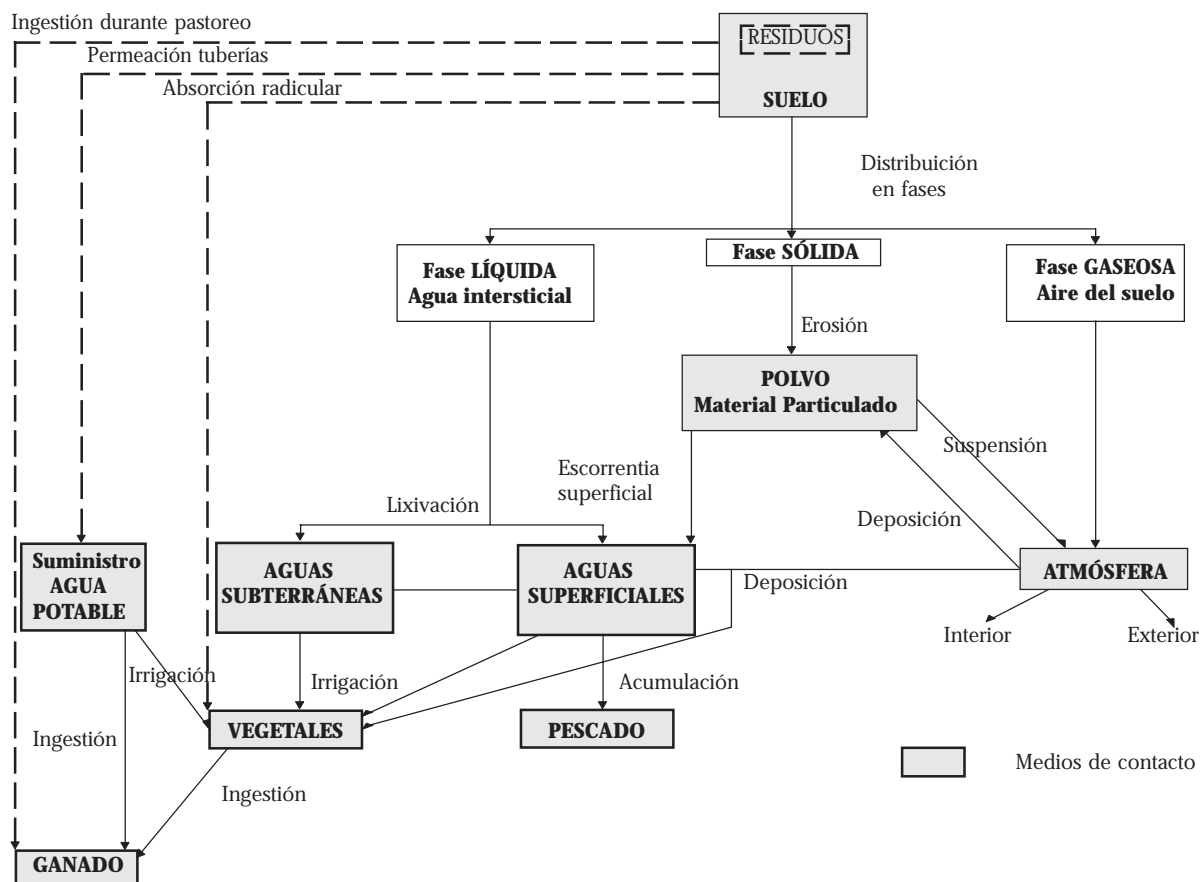 Ingestión durante pastoreo
RESIDUOS
Permeación tuberías
Absorción radicular
SUELO
Distribuición
en fases
Fase LÍQUIDA
Agua intersticial
Fase SÓLIDA
Fase GASEOSA
Aire del suelo
Erosión
POLVO
Material Particulado
Suspensión
Escorrentia
superficial
Lixivación
Deposición
Suministro
AGUA
POTABLE
AGUAS
SUBTERRÁNEAS
AGUAS
SUPERFICIALES
Deposición
ATMÓSFERA
Interior
Exterior
Irrigación
Irrigación
Acumulación
VEGETALES
PESCADO
Ingestión
Medios de contacto
Ingestión
GANADO